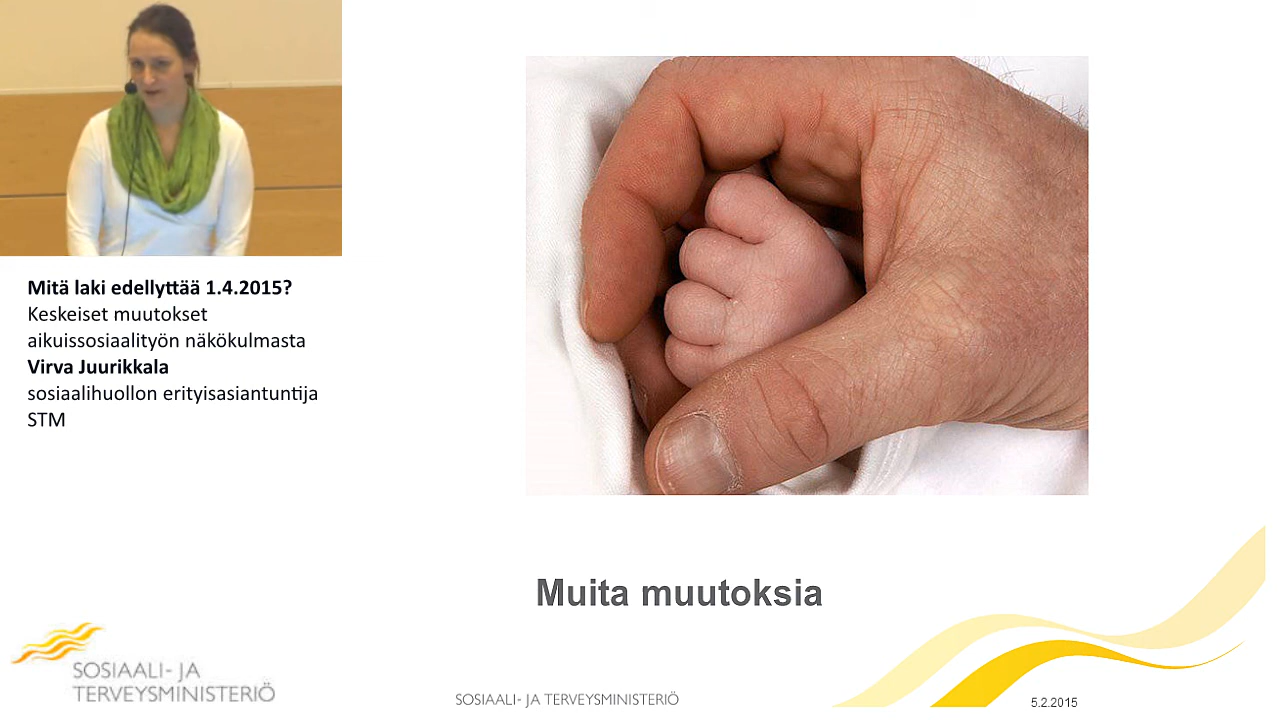 Mitä laki edellyttää 1.4.2015?
Keskeiset muutokset
aikuissosiaalityön näkökulmasta
Virva Juurikkala
sosiaalihuollon erityisasiantuntija
STM
Muita muutoksia
SOSIAALI- JA
TERVEYSMINISTERIÖ
SOSIAALI- JA TERVEYSMINISTERIÖ
5.2.2015